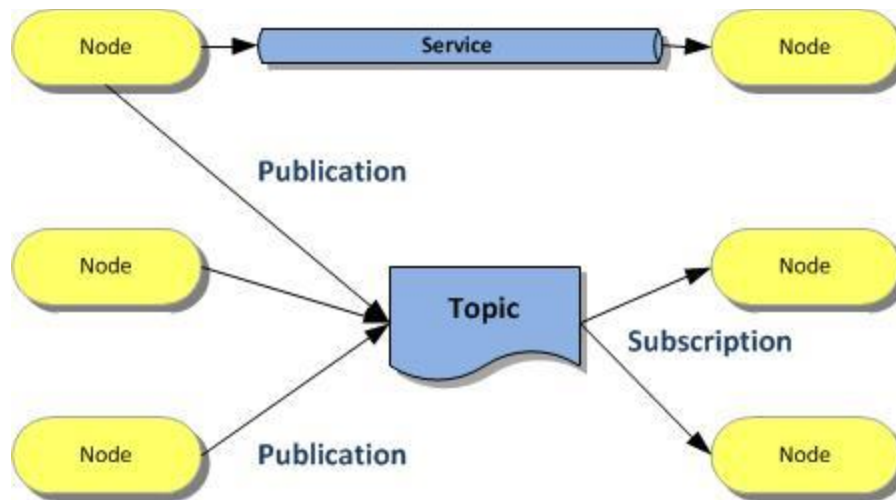 Node
Service
Node
Publication
Node
Topic
Node
Subscription
Node
Publication
Node